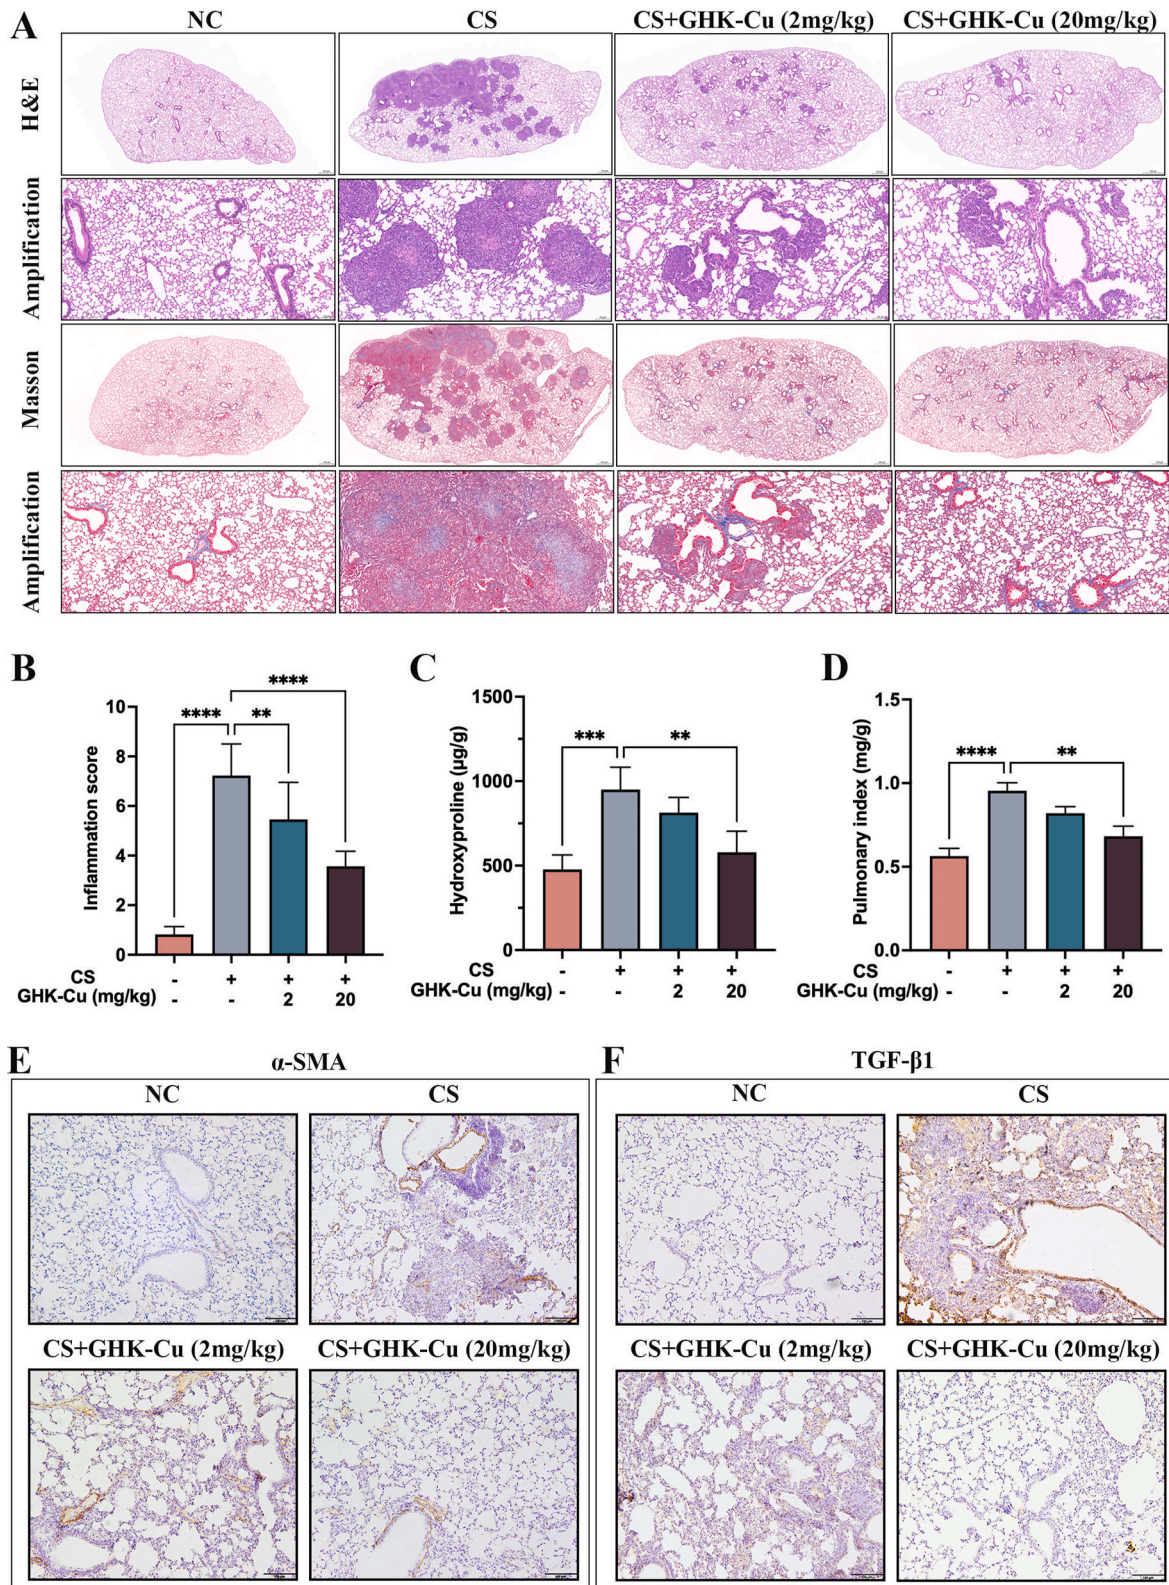 A
NC
CS
CS+GHK-Cu (2mg/kg)
CS+GHK-Cu (20mg/kg)
H&E
Amplification
Masson
Amplification
B
Inflammation score
10
8
6
4
2
0
****
**
****
CS - + + +
GHK-Cu (mg/kg) - - 2 20
C
Hydroxyproline (μg/g)
1500
1000
500
0
***
**
CS - + + +
GHK-Cu (mg/kg) - - 2 20
D
Pulmonary index (mg/g)
1.5
1.0
0.5
0.0
****
**
CS - + + +
GHK-Cu (mg/kg) - - 2 20
E
α-SMA
NC
CS
CS+GHK-Cu (2mg/kg)
CS+GHK-Cu (20mg/kg)
F
TGF-β1
NC
CS
CS+GHK-Cu (2mg/kg)
CS+GHK-Cu (20mg/kg)